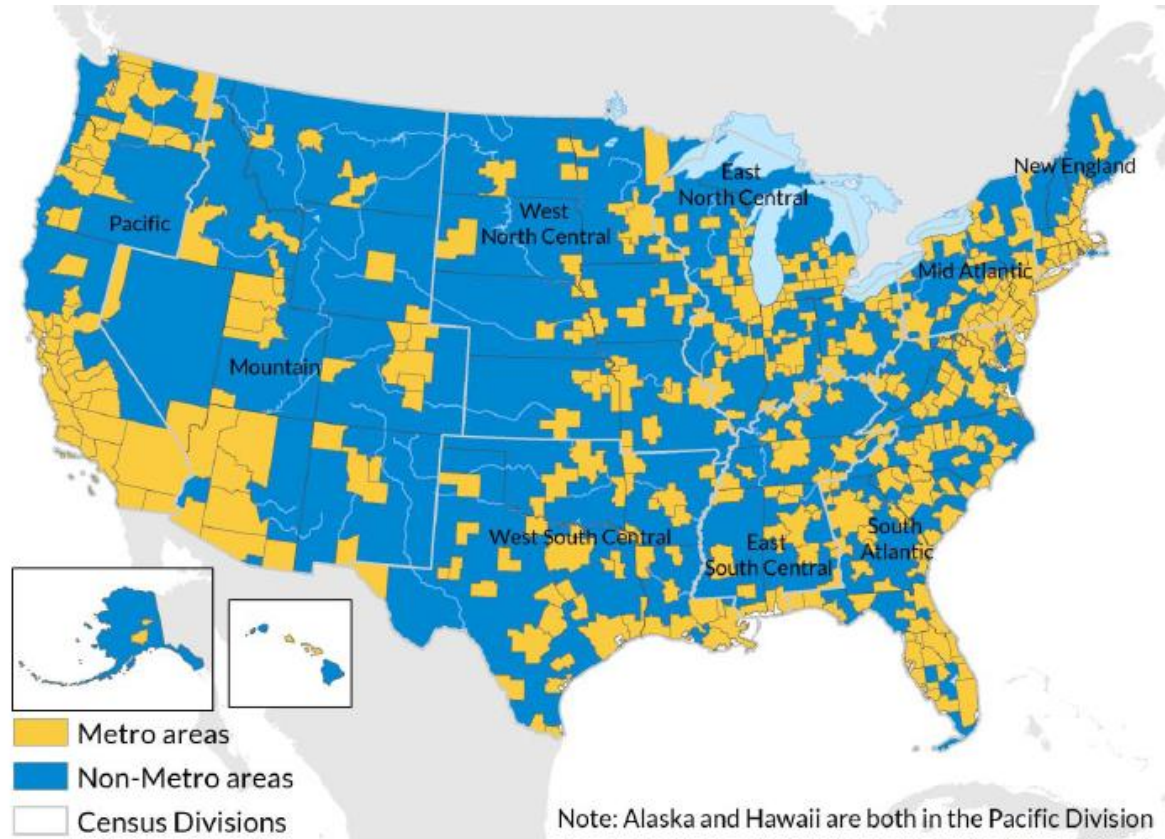 New England
East
North Central
West
North Central
Pacific
Mid Atlantic
Mountain
West South Central
East
South Central
South
Atlantic
Metro areas
Non-Metro areas
Census Divisions
Note: Alaska and Hawaii are both in the Pacific Division